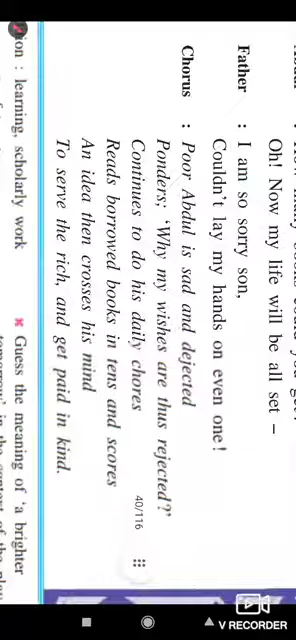 Oh! Now my life will be all set –
Father : I am so sorry son,
Couldn't lay my hands on even one!
Chorus : Poor Abdul is sad and dejected
Ponders; 'Why my wishes are thus rejected?'
Continues to do his daily chores
Reads borrowed books in tens and scores
An idea then crosses his mind
To serve the rich, and get paid in kind.
: learning, scholarly work
Guess the meaning of 'a brighter
40/116
V RECORDER